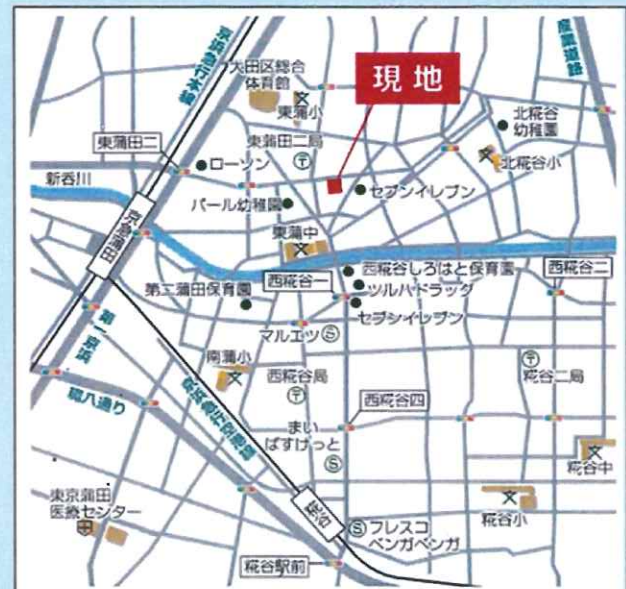 京浜急行本線
大田区総合
体育館
東蒲小
現地
産業道路
北糀谷
幼稚園
東蒲田二局
東蒲田二
ローソン
北糀谷小
新呑川
セブンイレブン
パール幼稚園
京急蒲田
東蒲中
西糀谷しろはと保育園
西糀谷一
西糀谷二
第二蒲田保育園
ツルハドラッグ
セブンイレブン
第一京浜
マルエツ
S
南蒲小
西糀谷局
糀谷二局
環八通り
京浜急行空港線
西糀谷四
まい
ばすけっと
S
糀谷中
東京蒲田
医療センター
糀谷
S
フレスコ
ベンガベンガ
糀谷小
糀谷駅前